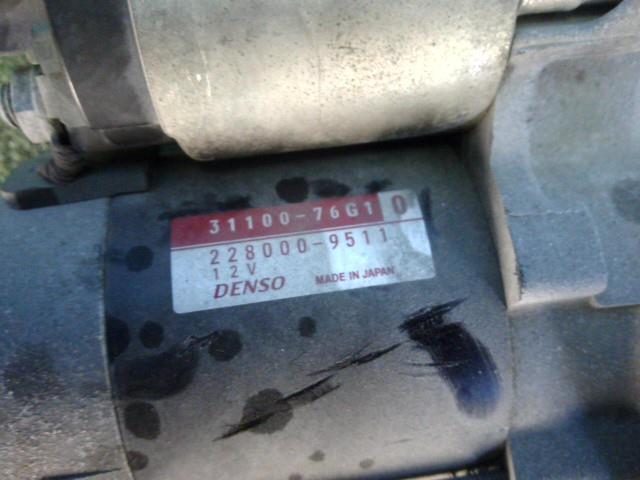 31100-76G1 0
228000-9511
12V
DENSO MADE IN JAPAN